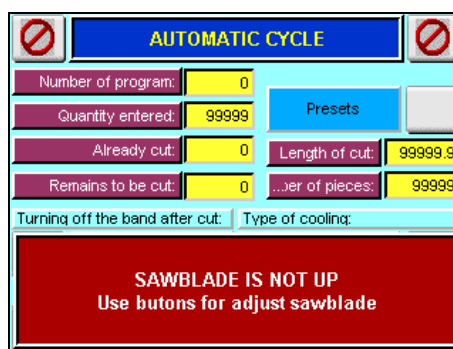 AUTOMATIC CYCLE
Number of program: 0
Quantity entered: 99999
Presets
Already cut: 0
Length of cut: 99999.9
Remains to be cut: 0
...ber of pieces: 99999
Turning off the band after cut:
Type of cooling:
SAWBLADE IS NOT UP
Use butons for adjust sawblade